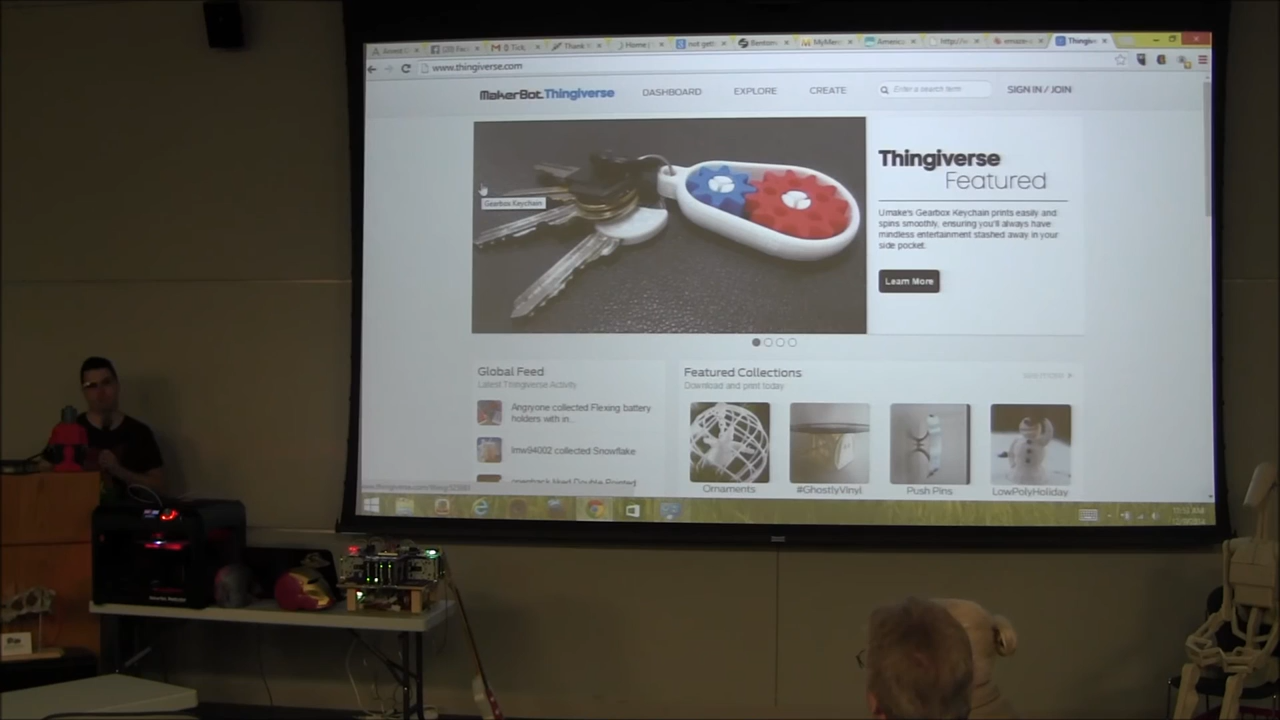 www.thingiverse.com
MakerBot.Thingiverse DASHBOARD EXPLORE CREATE Enter a search term SIGN IN / JOIN
Gearbox Keychain
Thingiverse
Featured
Umake's Gearbox Keychain prints easily and
spins smoothly, ensuring you'll always have
mindless entertainment stashed away in your
side pocket.
Learn More
Global Feed
Latest Thingiverse Activity
Angryone collected Flexing battery
holders with in...
lmw94002 collected Snowflake
Featured Collections
Download and print today
Ornaments
#GhostlyVinyl
Push Pins
LowPolyHoliday